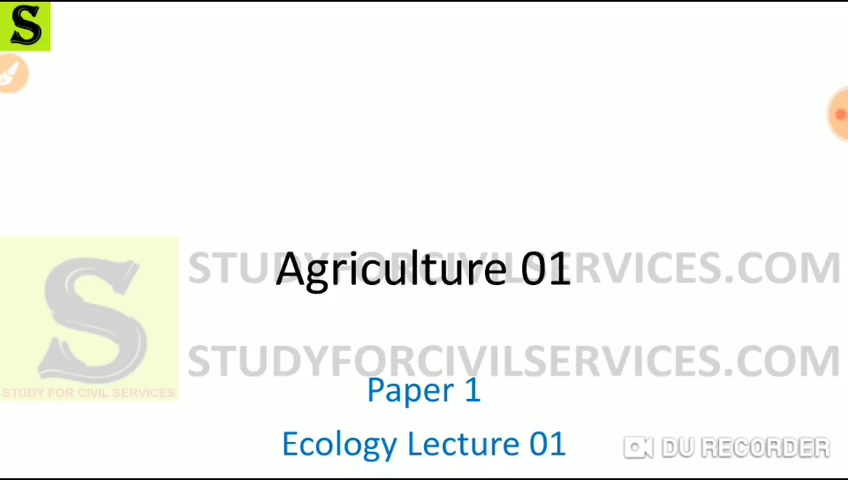 S
STUDYFORCIVILSERVICES.COM
Agriculture 01
STUDYFORCIVILSERVICES.COM
S
STUDY FOR CIVIL SERVICES
Paper 1
Ecology Lecture 01
DU RECORDER